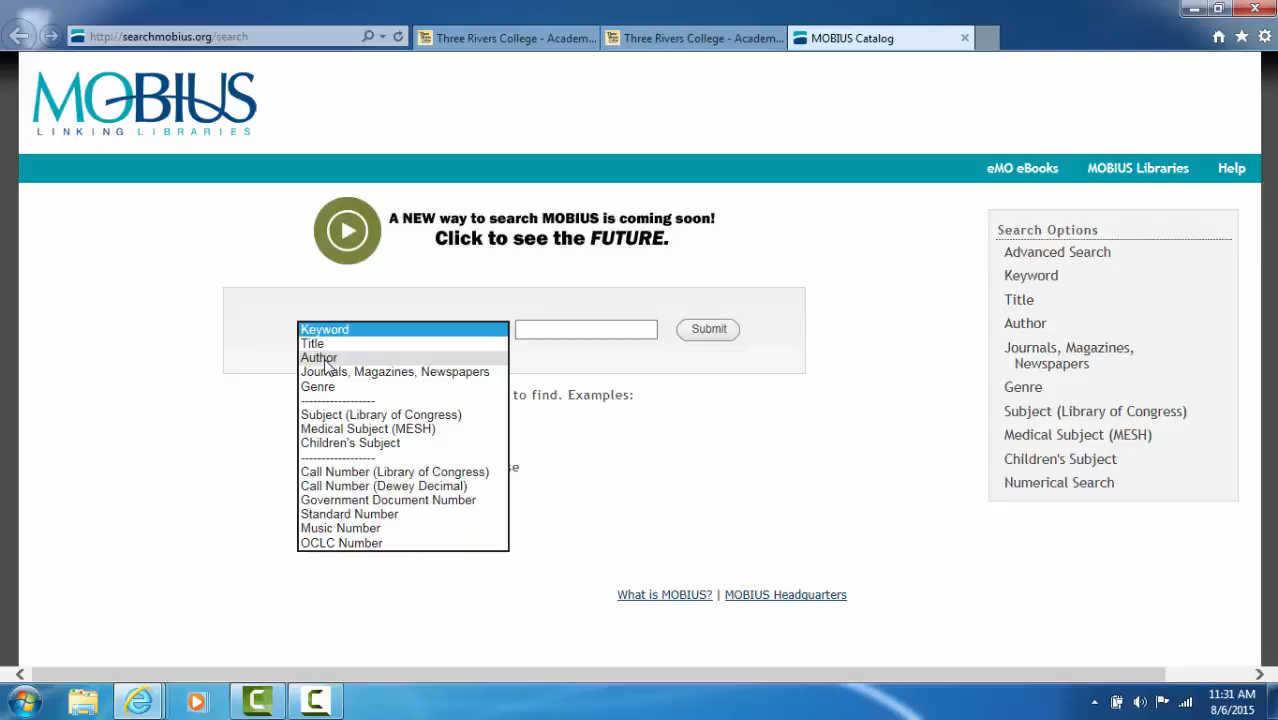 http://searchmobius.org/search
Three Rivers College - Academ...
Three Rivers College - Academ...
MOBIUS Catalog
MOBIUS
LINKING LIBRARIES
eMO eBooks
MOBIUS Libraries
Help
A NEW way to search MOBIUS is coming soon!
Click to see the FUTURE.
Keyword
Title
Author
Journals, Magazines, Newspapers
Genre
------------------
Subject (Library of Congress)
Medical Subject (MESH)
Children's Subject
------------------
Call Number (Library of Congress)
Call Number (Dewey Decimal)
Government Document Number
Standard Number
Music Number
OCLC Number
Submit
to find. Examples:
se
Search Options
Advanced Search
Keyword
Title
Author
Journals, Magazines,
Newspapers
Genre
Subject (Library of Congress)
Medical Subject (MESH)
Children's Subject
Numerical Search
What is MOBIUS? | MOBIUS Headquarters
11:31 AM
8/6/2015